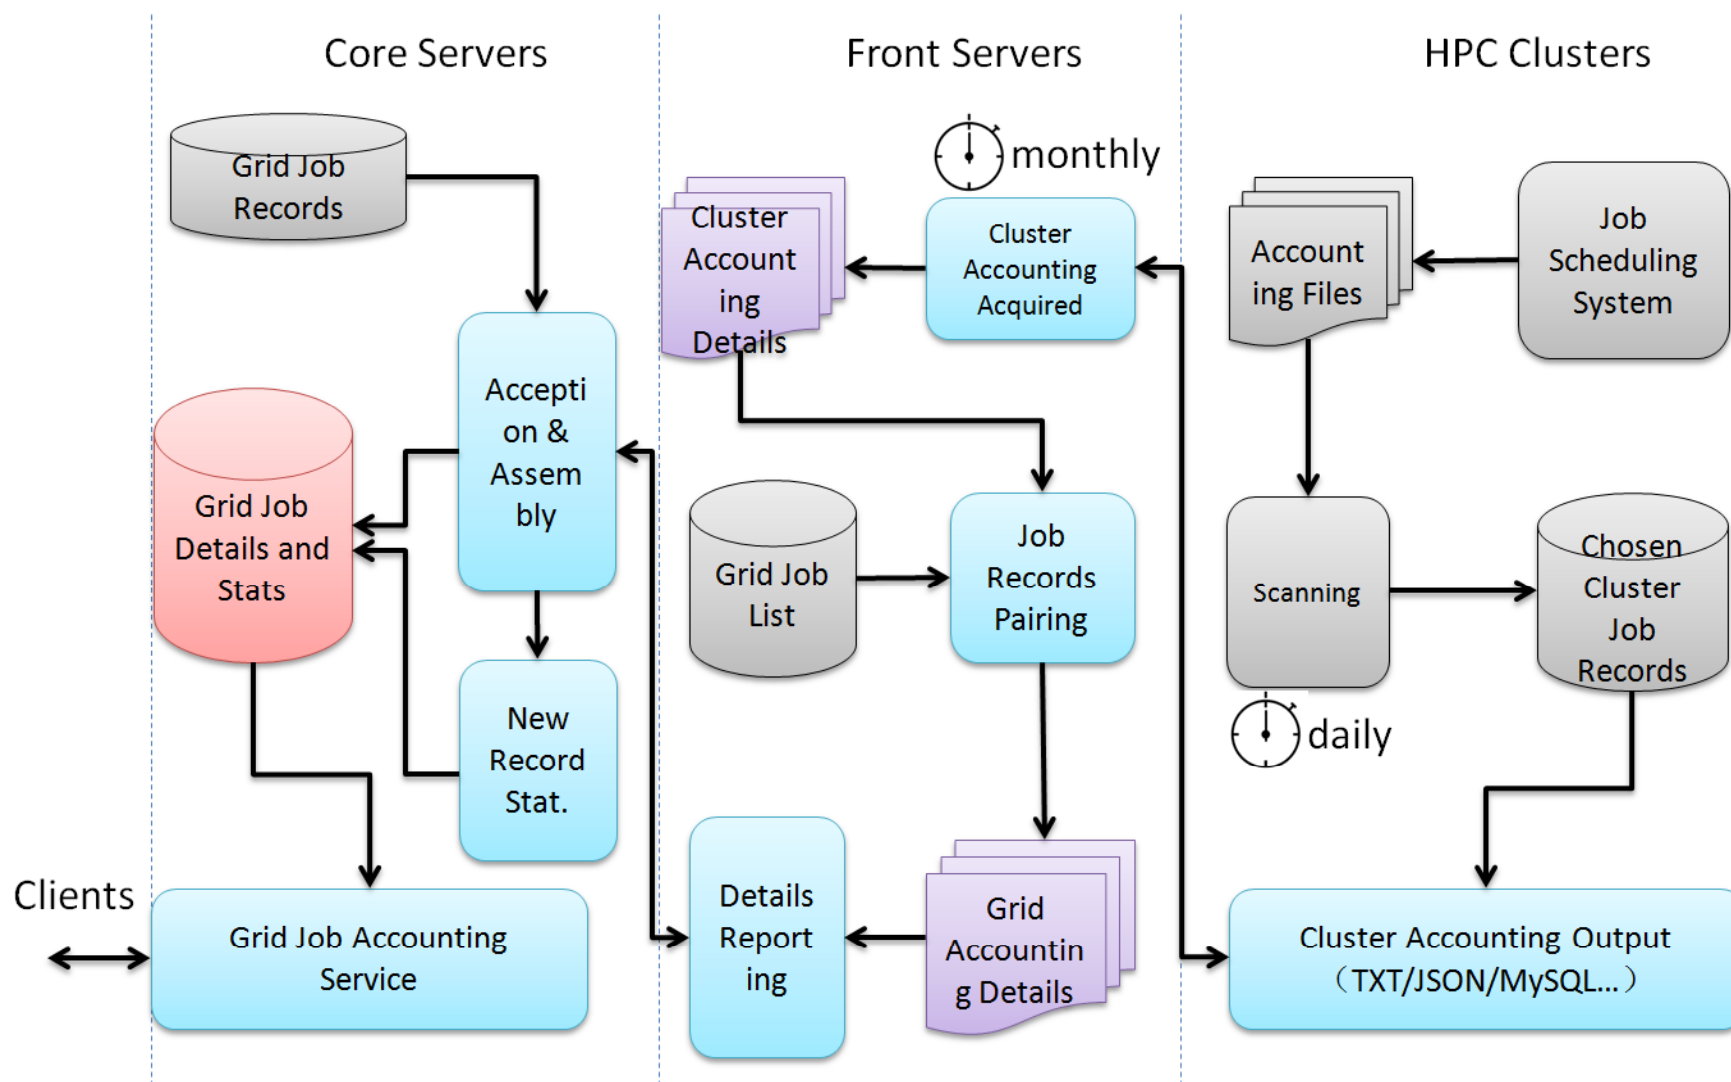 Core Servers
Front Servers
HPC Clusters
Grid Job
Records
Accepti
on &
Assem
bly
Grid Job
Details and
Stats
New
Record
Stat.
Clients
Grid Job Accounting
Service
monthly
Cluster
Account
ing
Details
Cluster
Accounting
Acquired
Grid Job
List
Job
Records
Pairing
Details
Report
ing
Grid
Accountin
g Details
Account
ing Files
Job
Scheduling
System
Scanning
daily
Chosen
Cluster
Job
Records
Cluster Accounting Output
（TXT/JSON/MySQL...）